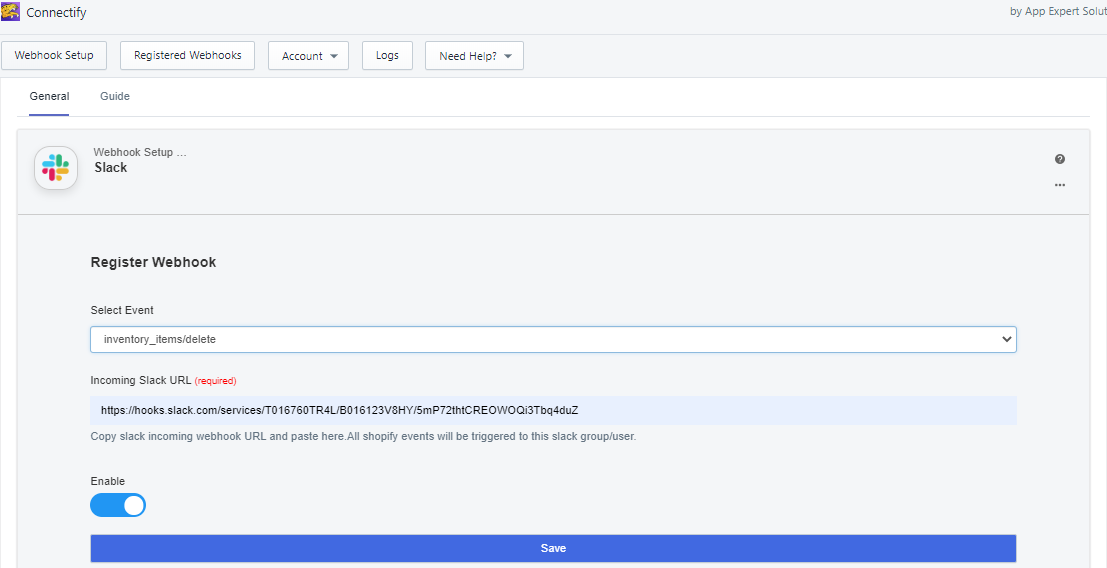 Connectify
by App Expert Solut
Webhook Setup
Registered Webhooks
Account
Logs
Need Help?
General
Guide
Webhook Setup ...
Slack
Register Webhook
Select Event
inventory_items/delete
Incoming Slack URL (required)
https://hooks.slack.com/services/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
Copy slack incoming webhook URL and paste here.All shopify events will be triggered to this slack group/user.
Enable
Save